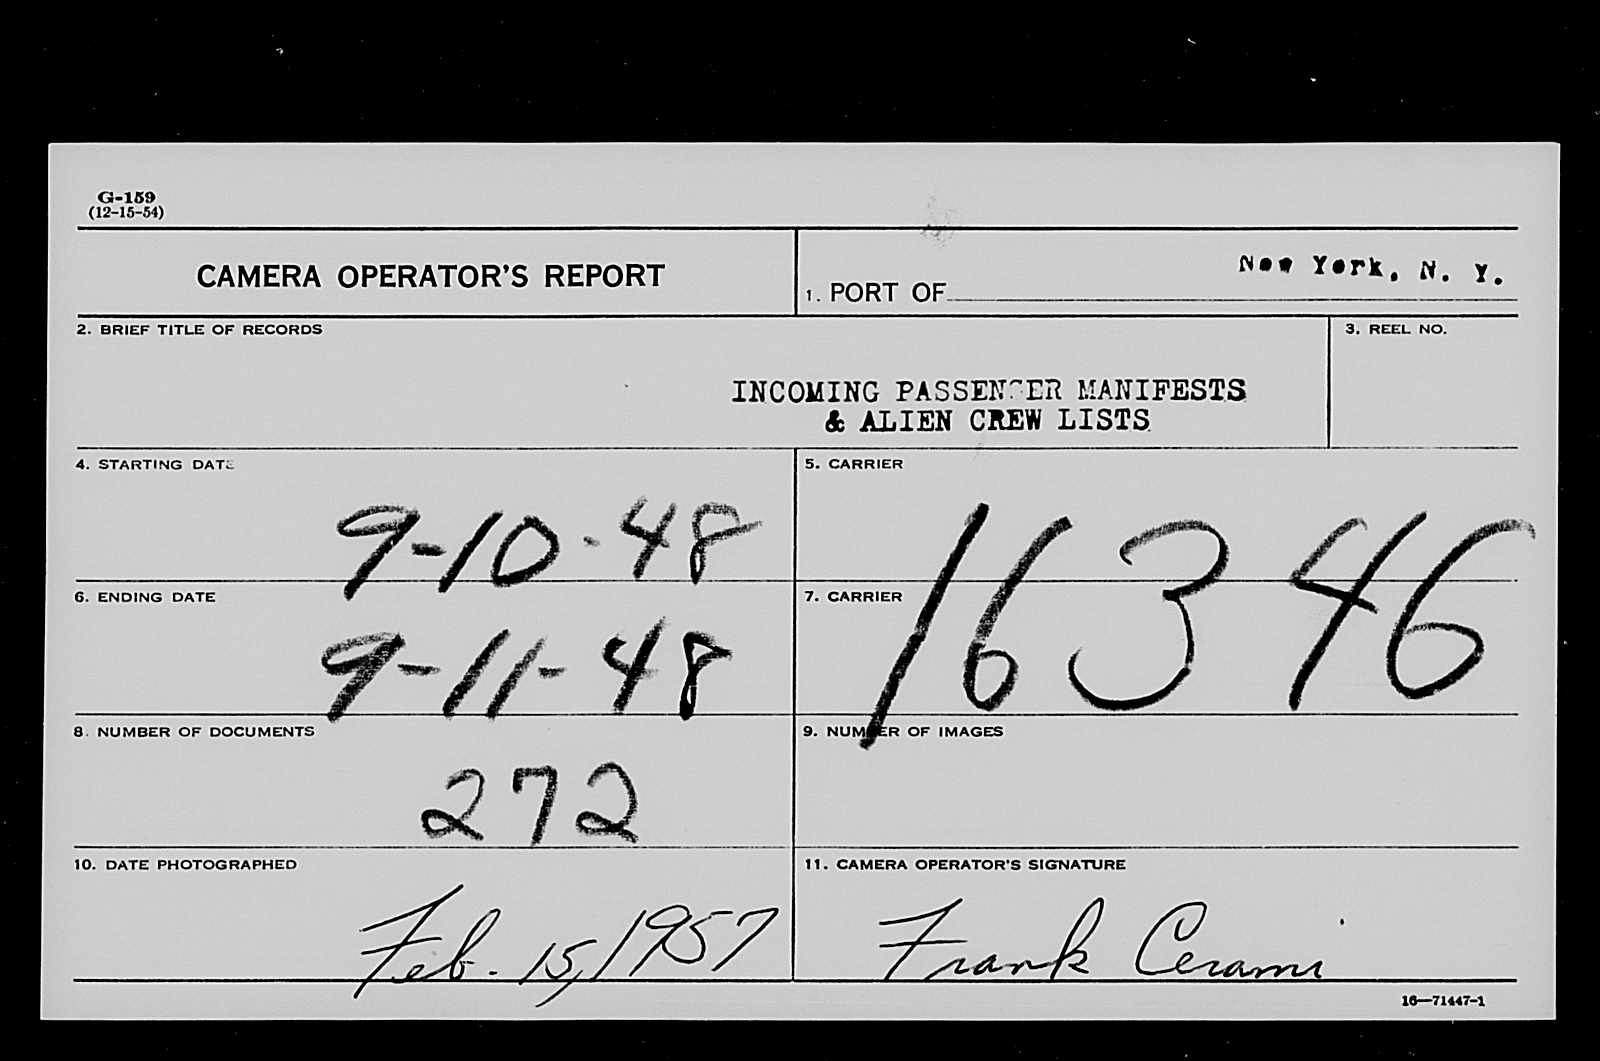 G-159
(12-15-54)
CAMERA OPERATOR'S REPORT
1. PORT OF New York, N. Y.
2. BRIEF TITLE OF RECORDS
3. REEL NO.
INCOMING PASSENGER MANIFESTS
& ALIEN CREW LISTS
4. STARTING DATE
9-10-48
5. CARRIER
16346
6. ENDING DATE
9-11-48
7. CARRIER
8. NUMBER OF DOCUMENTS
272
9. NUMBER OF IMAGES
10. DATE PHOTOGRAPHED
Feb. 15, 1957
11. CAMERA OPERATOR'S SIGNATURE
Frank Cerami
16—71447-1